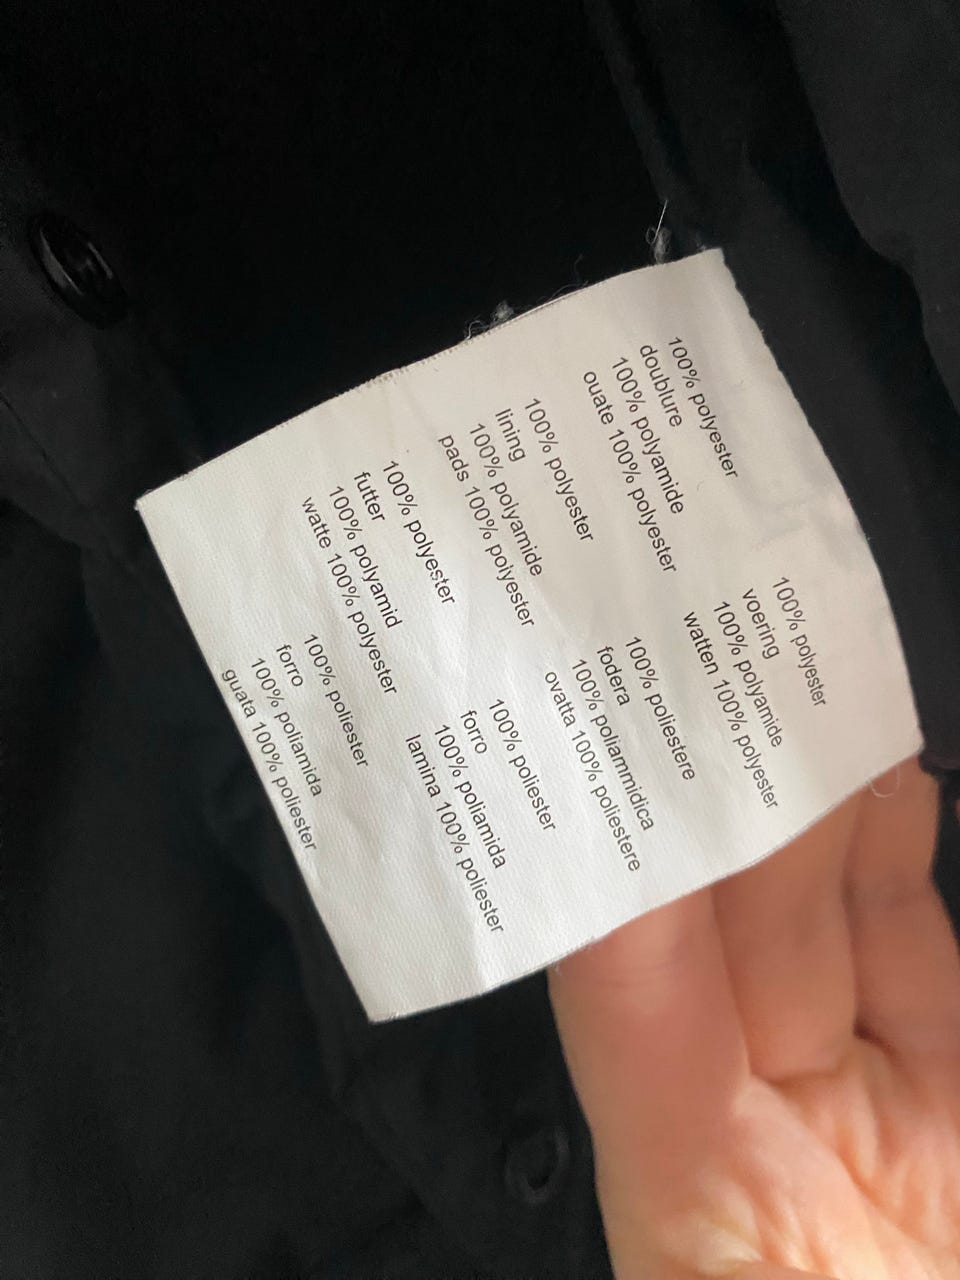 100% polyester
doublure
100% polyamide
ouate 100% polyester
100% polyester
lining
100% polyamide
pads 100% polyester
100% polyester
futter
100% polyamid
watte 100% polyester
100% poliester
forro
100% poliamida
guata 100% poliester
100% polyester
voering
100% polyamide
watten 100% polyester
100% poliestere
fodera
100% poliammidica
ovatta 100% poliestere
100% poliester
forro
100% poliamida
lamina 100% poliester